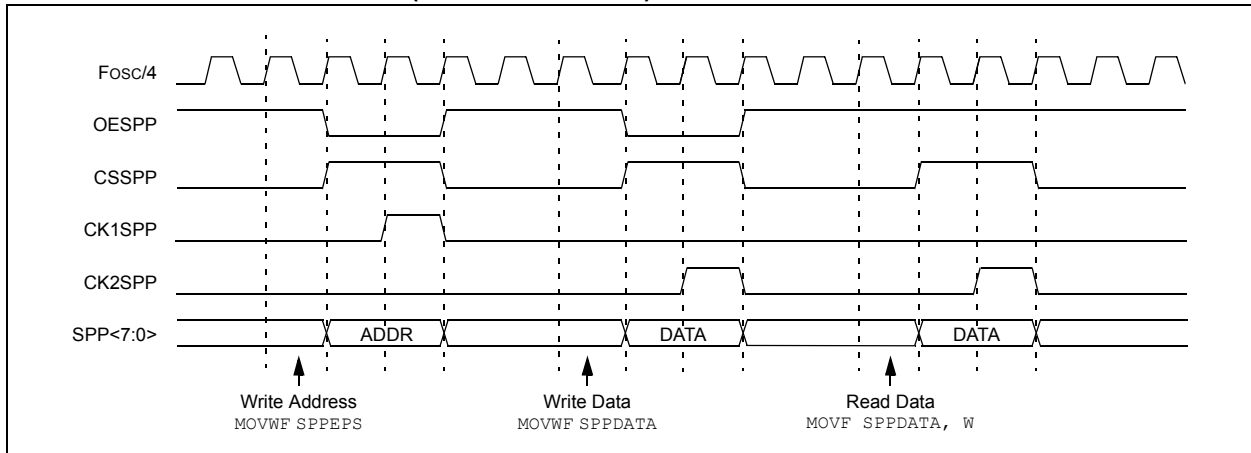 Fosc/4
OESPP
CSSPP
CK1SPP
CK2SPP
SPP<7:0>
ADDR
DATA
DATA
Write Address
MOVWF SPPEPS
Write Data
MOVWF SPPDATA
Read Data
MOVF SPPDATA, W